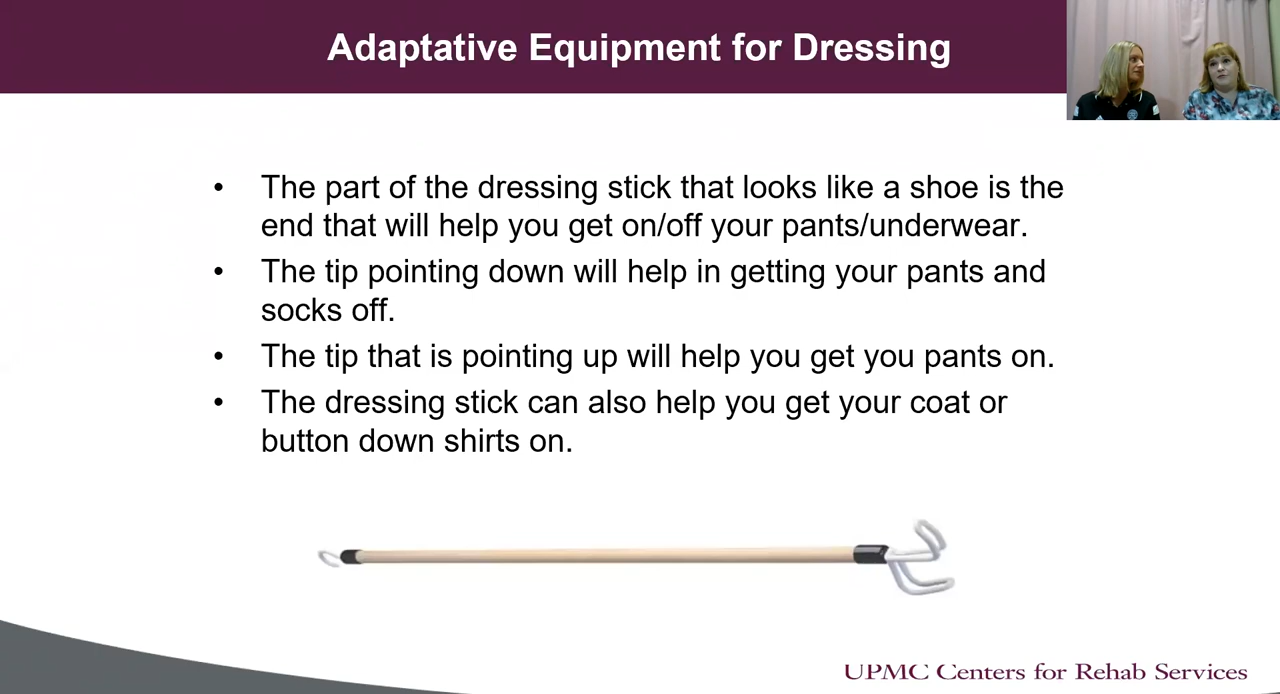 Adaptative Equipment for Dressing
• The part of the dressing stick that looks like a shoe is the
end that will help you get on/off your pants/underwear.
• The tip pointing down will help in getting your pants and
socks off.
• The tip that is pointing up will help you get you pants on.
• The dressing stick can also help you get your coat or
button down shirts on.
UPMC Centers for Rehab Services